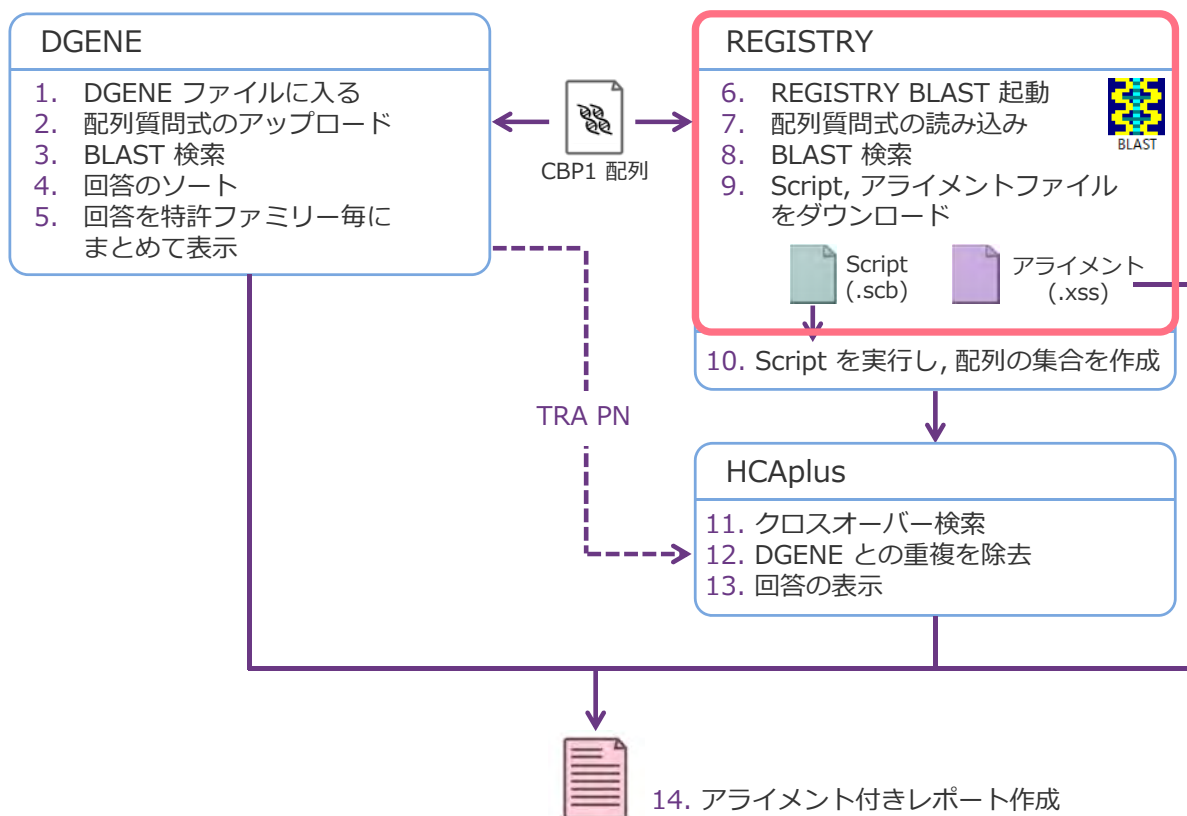 DGENE
1. DGENE ファイルに入る
2. 配列質問式のアップロード
3. BLAST 検索
4. 回答のソート
5. 回答を特許ファミリー毎に
まとめて表示
CBP1 配列
REGISTRY
6. REGISTRY BLAST 起動
7. 配列質問式の読み込み
8. BLAST 検索
9. Script, アライメントファイル
をダウンロード
BLAST
Script
(.scb)
アライメント
(.xss)
10. Script を実行し, 配列の集合を作成
TRA PN
HCAplus
11. クロスオーバー検索
12. DGENE との重複を除去
13. 回答の表示
14. アライメント付きレポート作成